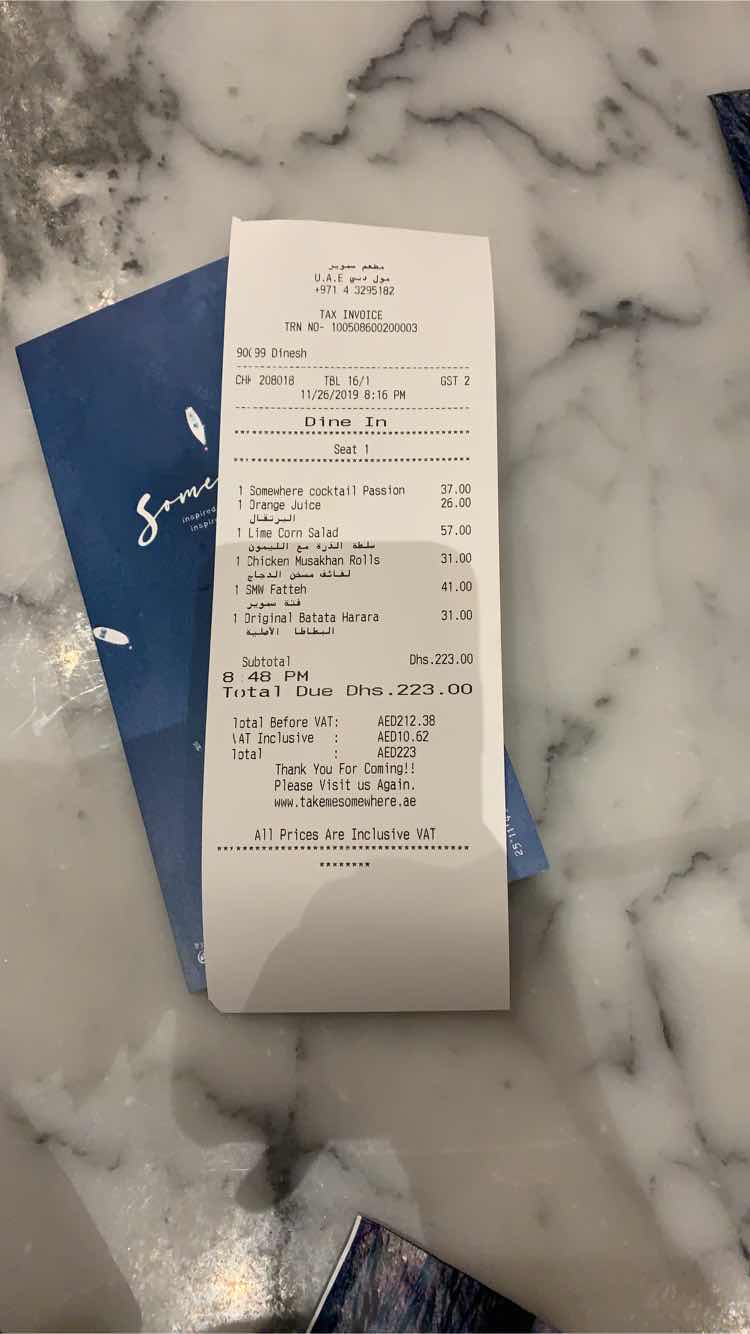 مطعم سموير
U.A.E مول دبي
+971 4 3295182
TAX INVOICE
TRN NO- 100508600200003
Dinesh
CHK 208018 TBL 16/1 GST 2
11/26/2019 8:16 PM
Dine In
Seat 1
1 Somewhere cocktail Passion 37.00
1 Orange Juice 26.00
البرتقال
1 Lime Corn Salad 57.00
سلطة الذرة مع الليمون
1 Chicken Musakhan Rolls 31.00
لفائف مسخن الدجاج
1 SMW Fatteh 41.00
فتة سموير
1 Original Batata Harara 31.00
البطاطا الأصلية
Subtotal Dhs.223.00
8:48 PM
Total Due Dhs.223.00
Total Before VAT: AED212.38
VAT Inclusive : AED10.62
Total : AED223
Thank You For Coming!!
Please Visit us Again.
www.takemesomewhere.ae
All Prices Are Inclusive VAT
********
Some
inspired
inspir